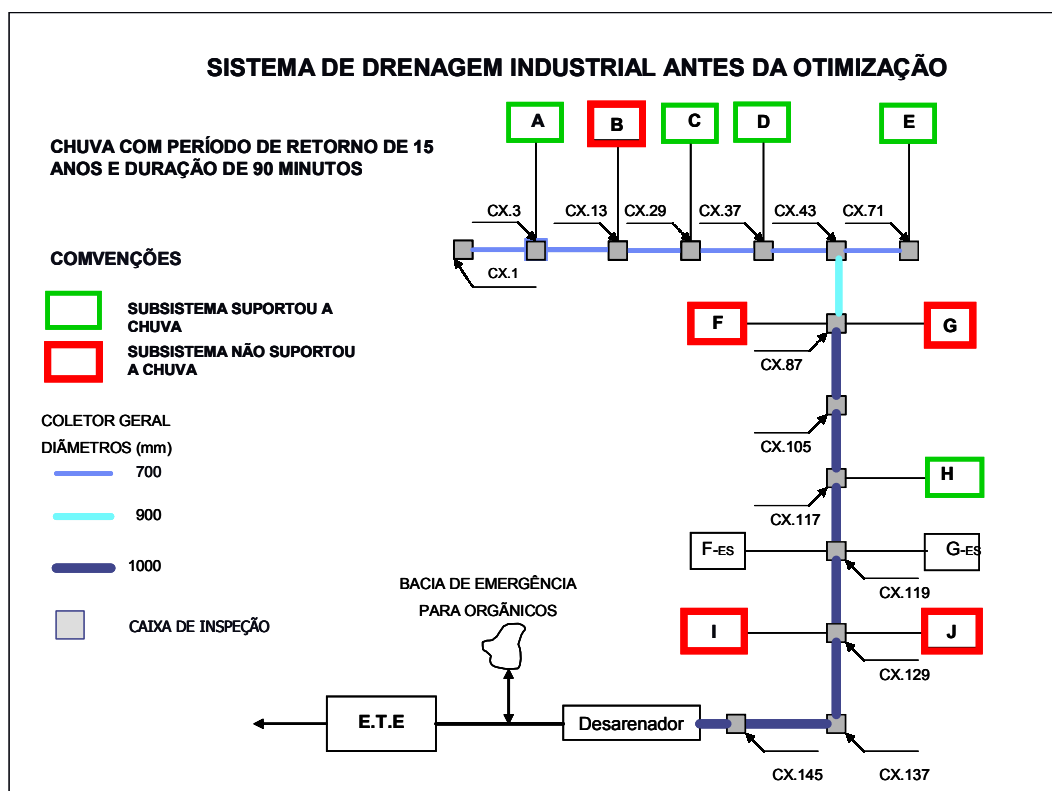 SISTEMA DE DRENAGEM INDUSTRIAL ANTES DA OTIMIZAÇÃO
CHUVA COM PERÍODO DE RETORNO DE 15
ANOS E DURAÇÃO DE 90 MINUTOS
A
B
C
D
E
CX.3
CX.13
CX.29
CX.37
CX.43
CX.71
CX.1
COMVENÇÕES
SUBSISTEMA SUPORTOU A
CHUVA
SUBSISTEMA NÃO SUPORTOU
A CHUVA
F
G
CX.87
COLETOR GERAL
DIÃMETROS (mm)
700
900
1000
CAIXA DE INSPEÇÃO
CX.105
H
CX.117
F-ES
G-ES
CX.119
BACIA DE EMERGÊNCIA
PARA ORGÃNICOS
I
J
CX.129
E.T.E
Desarenador
CX.145
CX.137